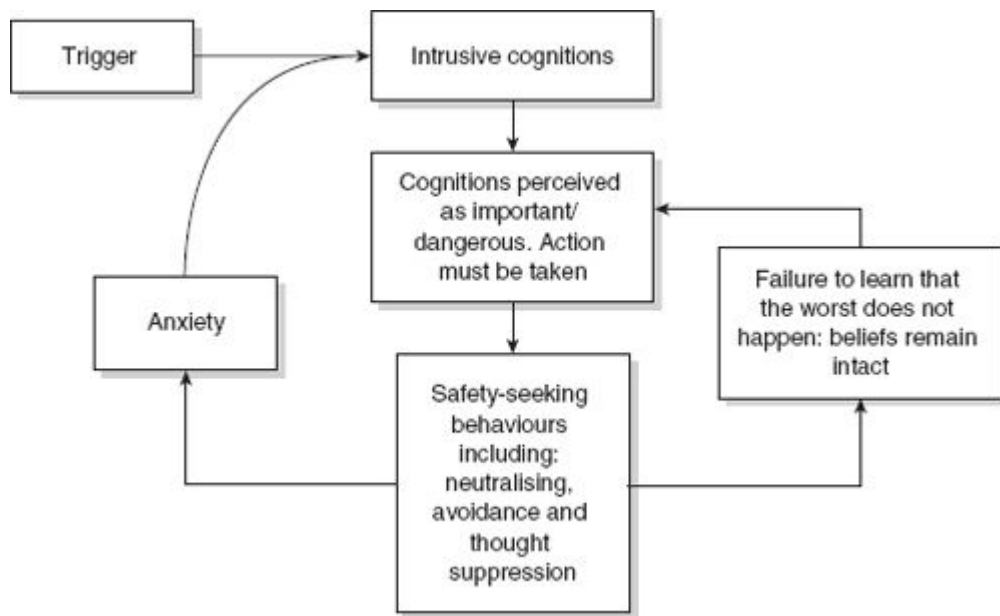 Trigger
Intrusive cognitions
Cognitions perceived
as important/
dangerous. Action
must be taken
Anxiety
Failure to learn that
the worst does not
happen: beliefs remain
intact
Safety-seeking
behaviours
including:
neutralising,
avoidance and
thought
suppression